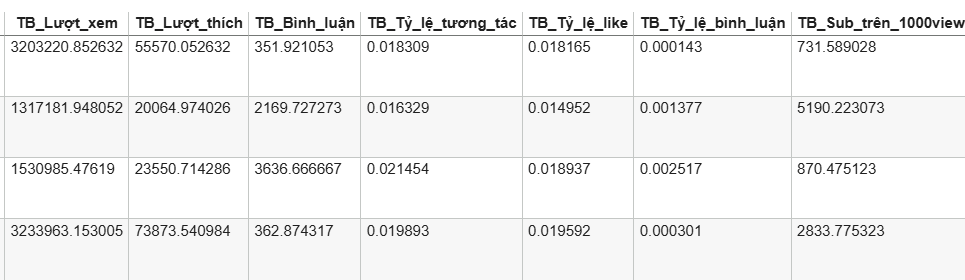 TB_Lượt_xem TB_Lượt_thích TB_Bình_luận TB_Tỷ_lệ_tương_tác TB_Tỷ_lệ_like TB_Tỷ_lệ_bình_luận TB_Sub_trên_1000view
3203220.852632 55570.052632 351.921053 0.018309 0.018165 0.000143 731.589028
1317181.948052 20064.974026 2169.727273 0.016329 0.014952 0.001377 5190.223073
1530985.47619 23550.714286 3636.666667 0.021454 0.018937 0.002517 870.475123
3233963.153005 73873.540984 362.874317 0.019893 0.019592 0.000301 2833.775323